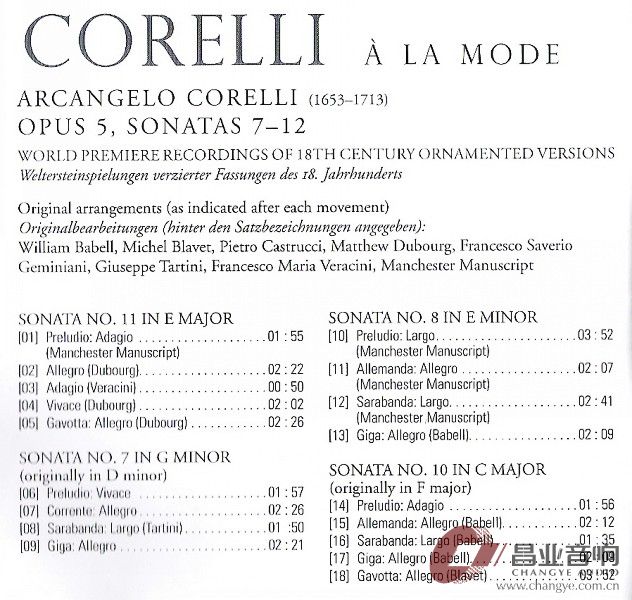 CORELLI À LA MODE
ARCANGELO CORELLI (1653–1713)
OPUS 5, SONATAS 7–12
WORLD PREMIERE RECORDINGS OF 18TH CENTURY ORNAMENTED VERSIONS
Weltersteinspielungen verzierter Fassungen des 18. Jahrhunderts
Original arrangements (as indicated after each movement)
Originalbearbeitungen (hinter den Satzbezeichnungen angegeben):
William Babell, Michel Blavet, Pietro Castrucci, Matthew Dubourg, Francesco Saverio
Geminiani, Giuseppe Tartini, Francesco Maria Veracini, Manchester Manuscript
SONATA NO. 11 IN E MAJOR
[01] Preludio: Adagio 01 : 55
(Manchester Manuscript)
[02] Allegro (Dubourg) 02 : 22
[03] Adagio (Veracini) 00 : 50
[04] Vivace (Dubourg) 02 : 02
[05] Gavotta: Allegro (Dubourg) 02 : 26
SONATA NO. 7 IN G MINOR
(originally in D minor)
[06] Preludio: Vivace 01 : 57
[07] Corrente: Allegro 02 : 26
[08] Sarabanda: Largo (Tartini) 01 : 50
[09] Giga: Allegro 02 : 21
SONATA NO. 8 IN E MINOR
[10] Preludio: Largo 03 : 52
(Manchester Manuscript)
[11] Allemanda: Allegro 02 : 07
(Manchester Manuscript)
[12] Sarabanda: Largo 02 : 41
(Manchester Manuscript)
[13] Giga: Allegro (Babell) 02 : 09
SONATA NO. 10 IN C MAJOR
(originally in F major)
[14] Preludio: Adagio 01 : 56
[15] Allemanda: Allegro (Babell) 02 : 12
[16] Sarabanda: Largo (Babell) 01 : 35
[17] Giga: Allegro (Babell) 02 : 09
[18] Gavotta: Allegro (Blavet) 03 : 52
昌业音响
CHANGYE AUDIO
www.changye.com.cn